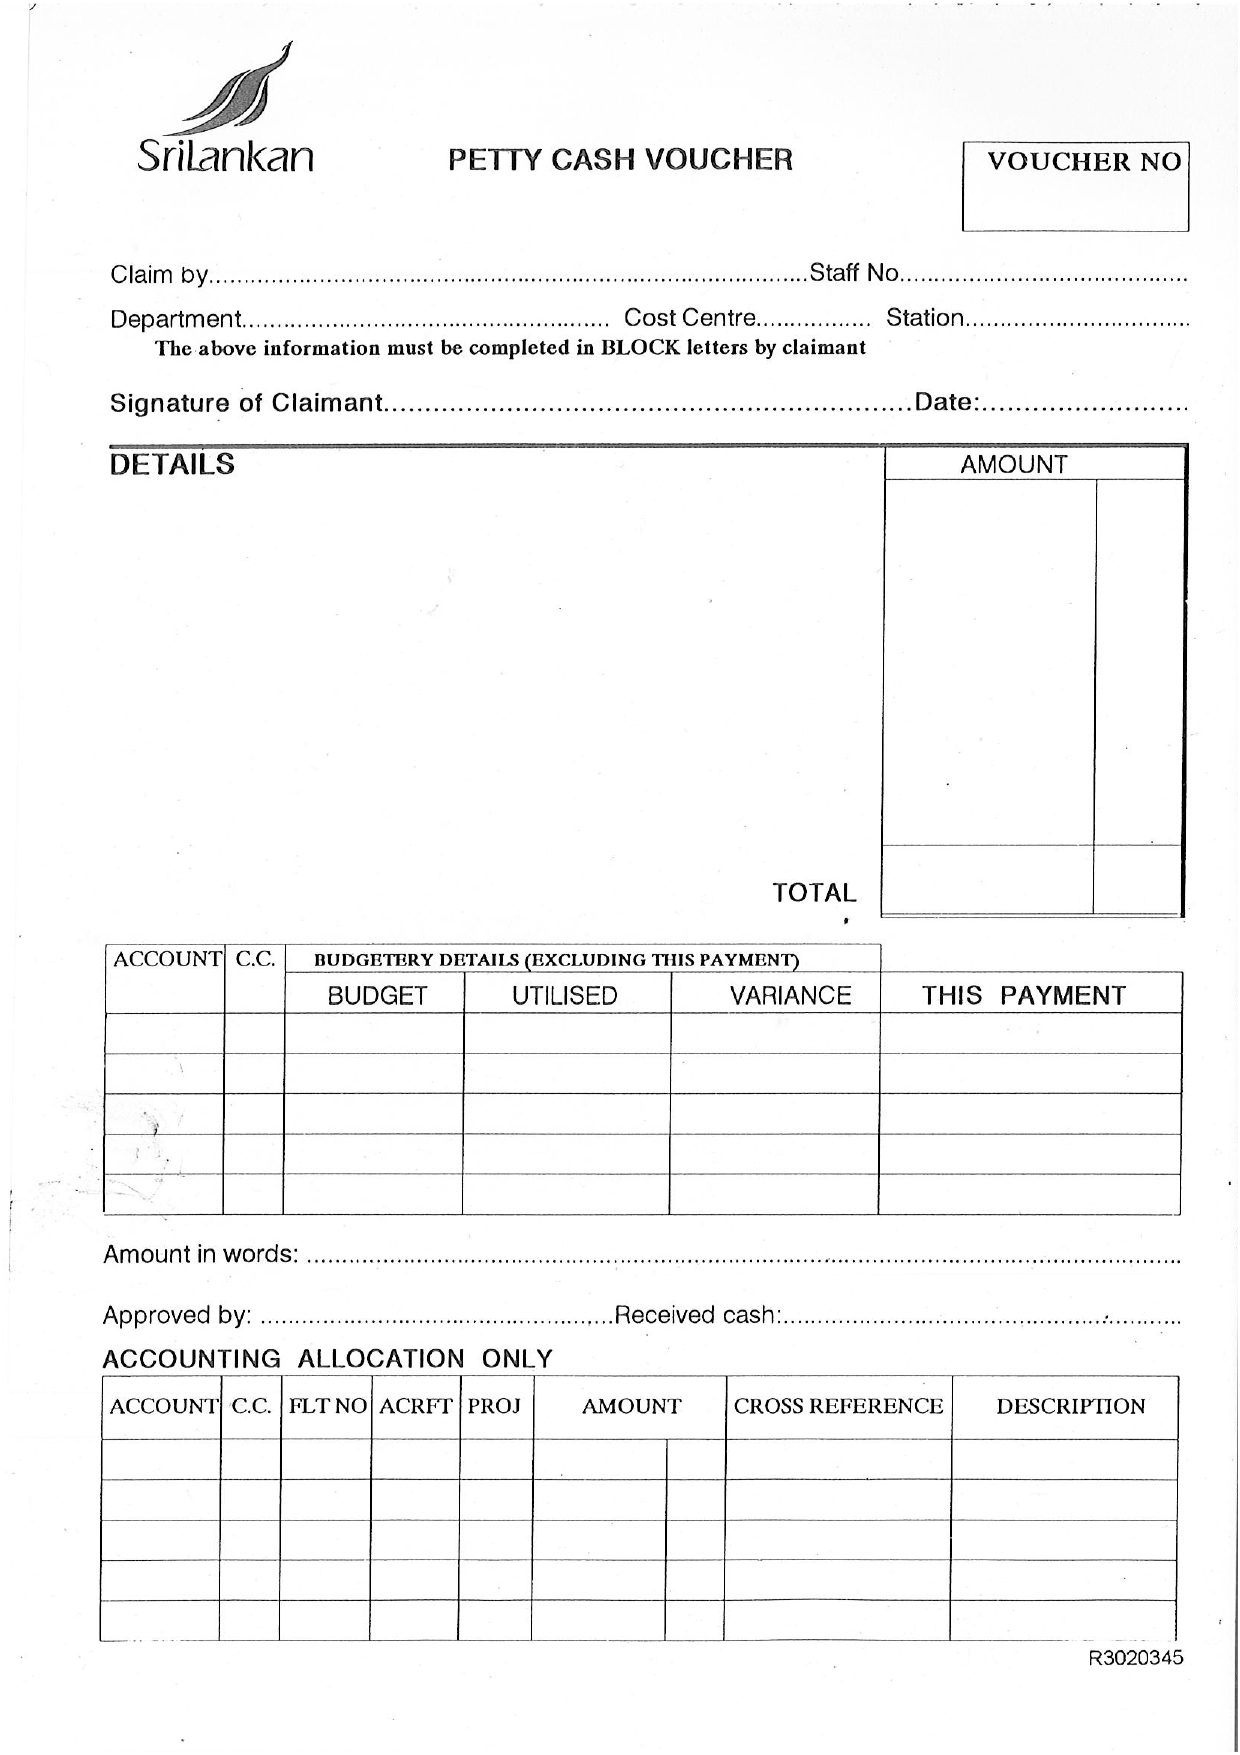 SriLankan
PETTY CASH VOUCHER
VOUCHER NO
Claim by................................................Staff No................................
Department................................ Cost Centre................ Station................................
The above information must be completed in BLOCK letters by claimant
Signature of Claimant................................................Date:.........................
DETAILS
AMOUNT
TOTAL
ACCOUNT C.C. BUDGETERY DETAILS (EXCLUDING THIS PAYMENT)
BUDGET UTILISED VARIANCE THIS PAYMENT
Amount in words: ................................................................
Approved by: ................................................Received cash:................................................
ACCOUNTING ALLOCATION ONLY
ACCOUNT C.C. FLT NO ACRFT PROJ AMOUNT CROSS REFERENCE DESCRIPTION
R3020345